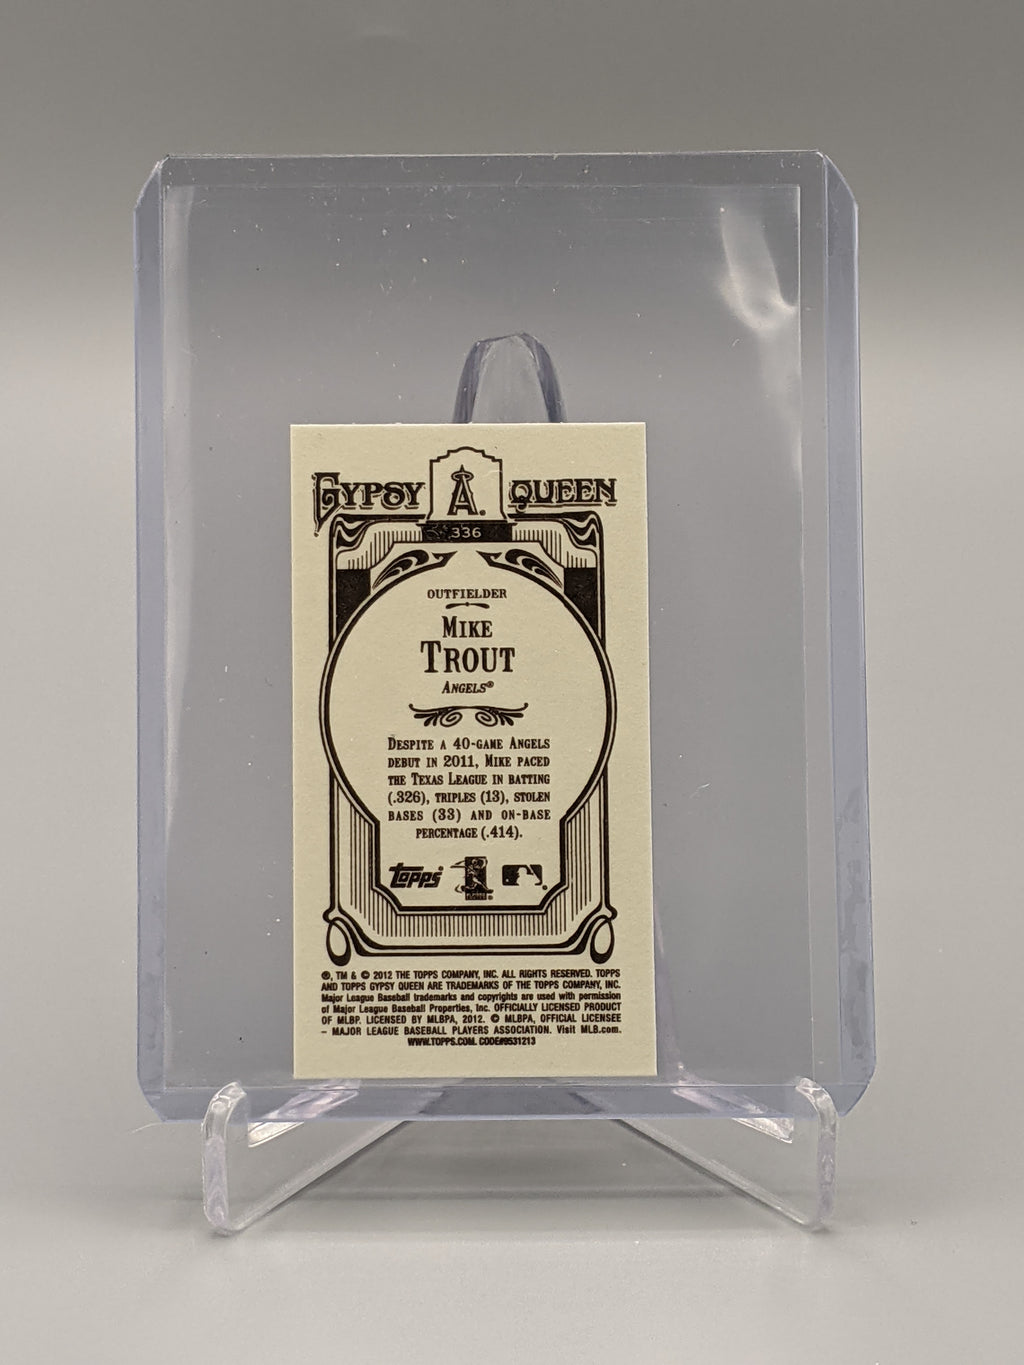 GYPSY A QUEEN
336
OUTFIELDER
MIKE
TROUT
ANGELS®
DESPITE A 40-GAME ANGELS
DEBUT IN 2011, MIKE PACED
THE TEXAS LEAGUE IN BATTING
(.326), TRIPLES (13), STOLEN
BASES (33) AND ON-BASE
PERCENTAGE (.414).
Topps
®, TM & © 2012 THE TOPPS COMPANY, INC. ALL RIGHTS RESERVED. TOPPS
AND TOPPS GYPSY QUEEN ARE TRADEMARKS OF THE TOPPS COMPANY, INC.
Major League Baseball trademarks and copyrights are used with permission
of Major League Baseball Properties, Inc. OFFICIALLY LICENSED PRODUCT
OF MLBP. LICENSED BY MLBPA, 2012. © MLBPA, OFFICIAL LICENSEE
– MAJOR LEAGUE BASEBALL PLAYERS ASSOCIATION. Visit MLB.com.
WWW.TOPPS.COM. CODE#9531213